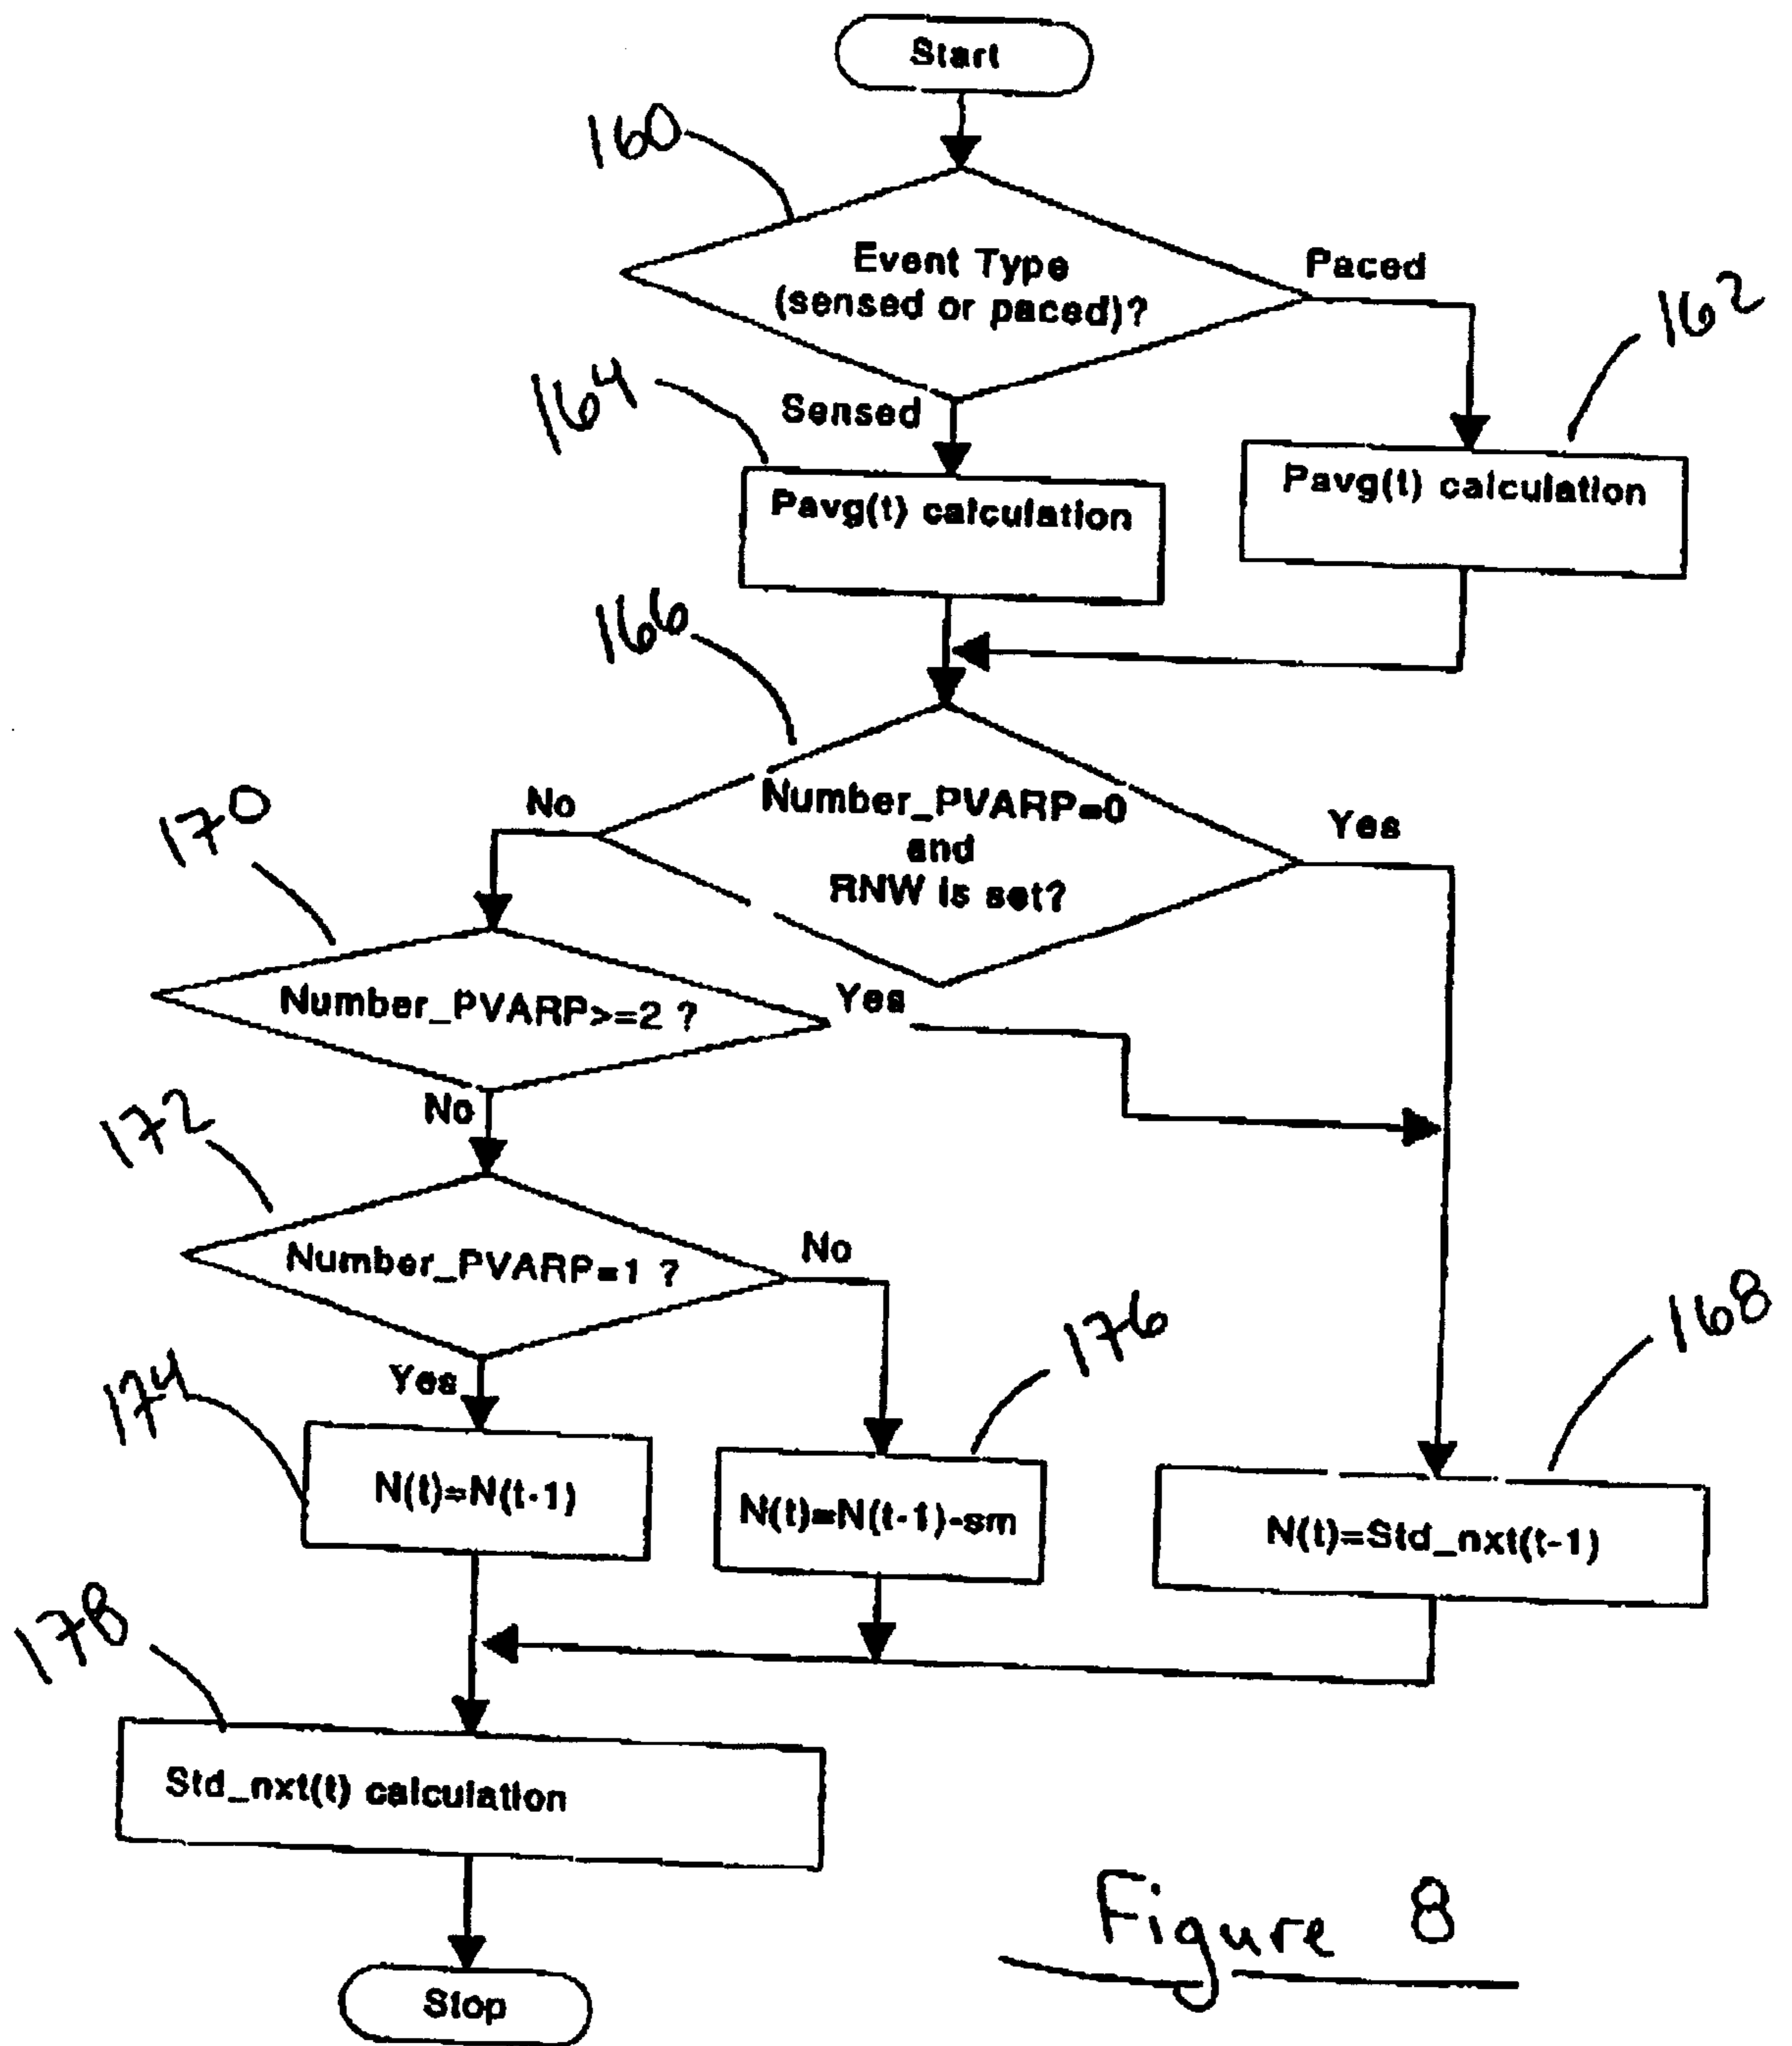 Start
160
Event Type
(sensed or paced)?
Paced
162
164
Sensed
Pavg(t) calculation
Pavg(t) calculation
166
Number_PVARP=0
and
RNW is set?
No
Yes
170
Number_PVARP>=2 ?
Yes
No
172
Number_PVARP=1 ?
No
176
168
174
Yes
N(t)=N(t-1)
N(t)=N(t-1)-sm
N(t)=Std_nxt(t-1)
178
Std_nxt(t) calculation
Stop
Figure 8